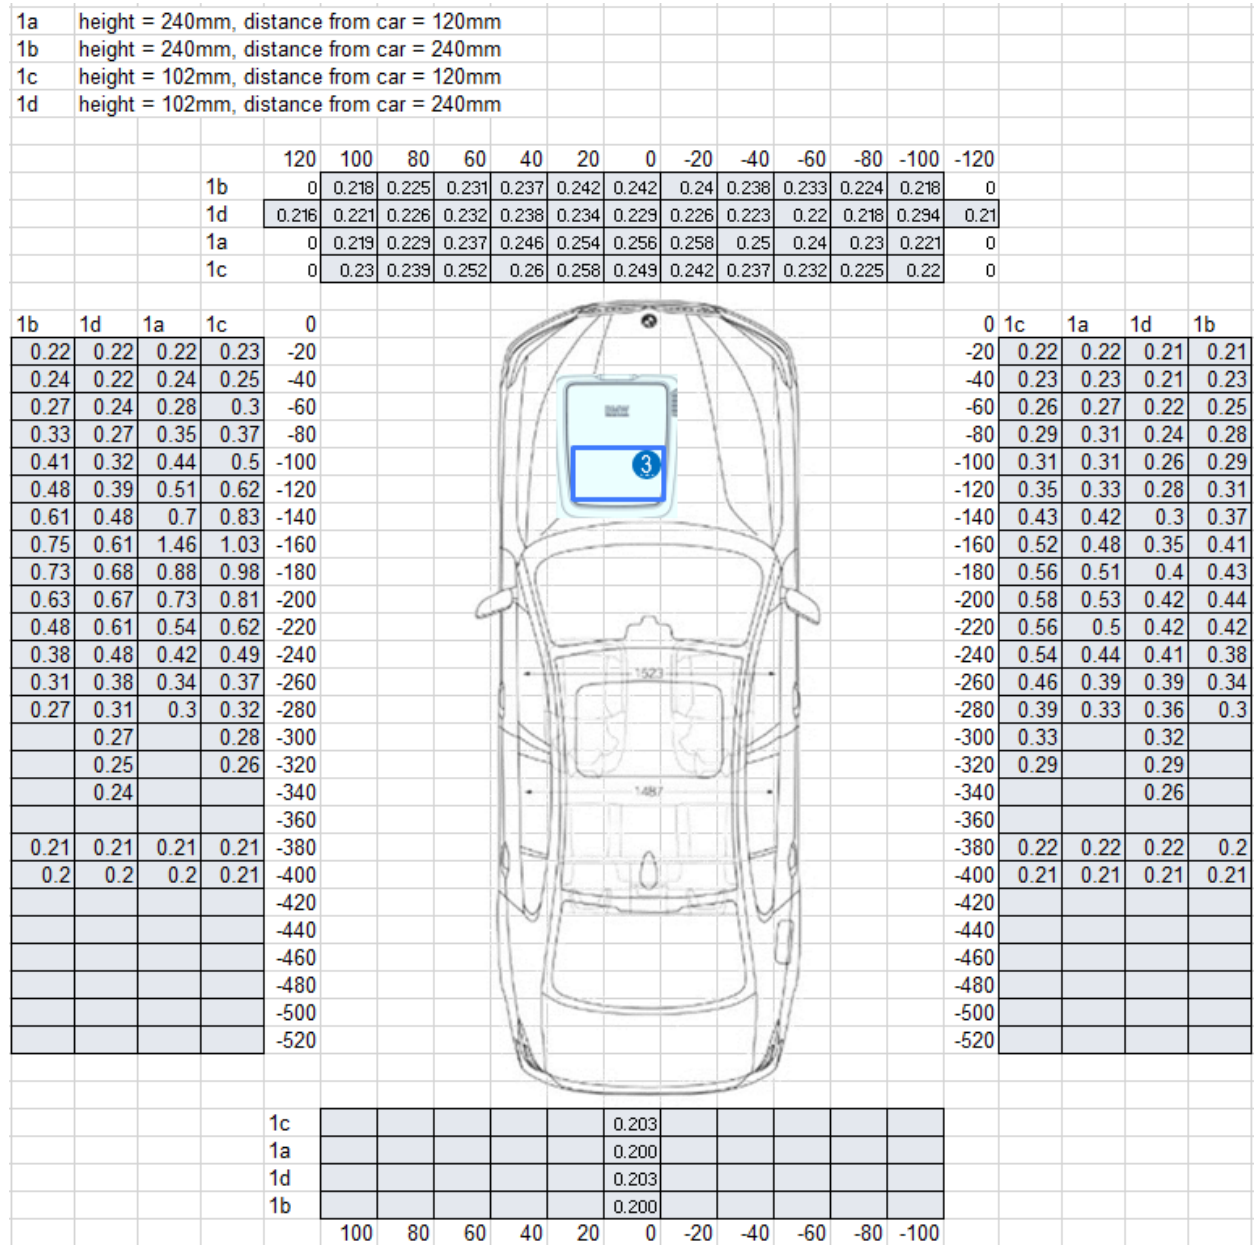 1a height = 240mm, distance from car = 120mm
1b height = 240mm, distance from car = 240mm
1c height = 102mm, distance from car = 120mm
1d height = 102mm, distance from car = 240mm
120 100 80 60 40 20 0 -20 -40 -60 -80 -100 -120
1b 0 0.218 0.225 0.231 0.237 0.242 0.242 0.24 0.238 0.233 0.224 0.218 0
1d 0.216 0.221 0.226 0.232 0.238 0.234 0.229 0.226 0.223 0.22 0.218 0.294 0.21
1a 0 0.219 0.229 0.237 0.246 0.254 0.256 0.258 0.25 0.24 0.23 0.221 0
1c 0 0.23 0.239 0.252 0.26 0.258 0.249 0.242 0.237 0.232 0.225 0.22 0
1b 1d 1a 1c 0 0 1c 1a 1d 1b
0.22 0.22 0.22 0.23 -20 -20 0.22 0.22 0.21 0.21
0.24 0.22 0.24 0.25 -40 -40 0.23 0.23 0.21 0.23
0.27 0.24 0.28 0.3 -60 BMW -60 0.26 0.27 0.22 0.25
0.33 0.27 0.35 0.37 -80 -80 0.29 0.31 0.24 0.28
0.41 0.32 0.44 0.5 -100 3 -100 0.31 0.31 0.26 0.29
0.48 0.39 0.51 0.62 -120 -120 0.35 0.33 0.28 0.31
0.61 0.48 0.7 0.83 -140 -140 0.43 0.42 0.3 0.37
0.75 0.61 1.46 1.03 -160 -160 0.52 0.48 0.35 0.41
0.73 0.68 0.88 0.98 -180 -180 0.56 0.51 0.4 0.43
0.63 0.67 0.73 0.81 -200 -200 0.58 0.53 0.42 0.44
0.48 0.61 0.54 0.62 -220 -220 0.56 0.5 0.42 0.42
0.38 0.48 0.42 0.49 -240 -240 0.54 0.44 0.41 0.38
0.31 0.38 0.34 0.37 -260 1523 -260 0.46 0.39 0.39 0.34
0.27 0.31 0.3 0.32 -280 -280 0.39 0.33 0.36 0.3
0.27 0.28 -300 -300 0.33 0.32
0.25 0.26 -320 -320 0.29 0.29
0.24 -340 1487 -340 0.26
-360 -360
0.21 0.21 0.21 0.21 -380 -380 0.22 0.22 0.22 0.2
0.2 0.2 0.2 0.21 -400 -400 0.21 0.21 0.21 0.21
-420 -420
-440 -440
-460 -460
-480 -480
-500 -500
-520 -520
1c 0.203
1a 0.200
1d 0.203
1b 0.200
100 80 60 40 20 0 -20 -40 -60 -80 -100